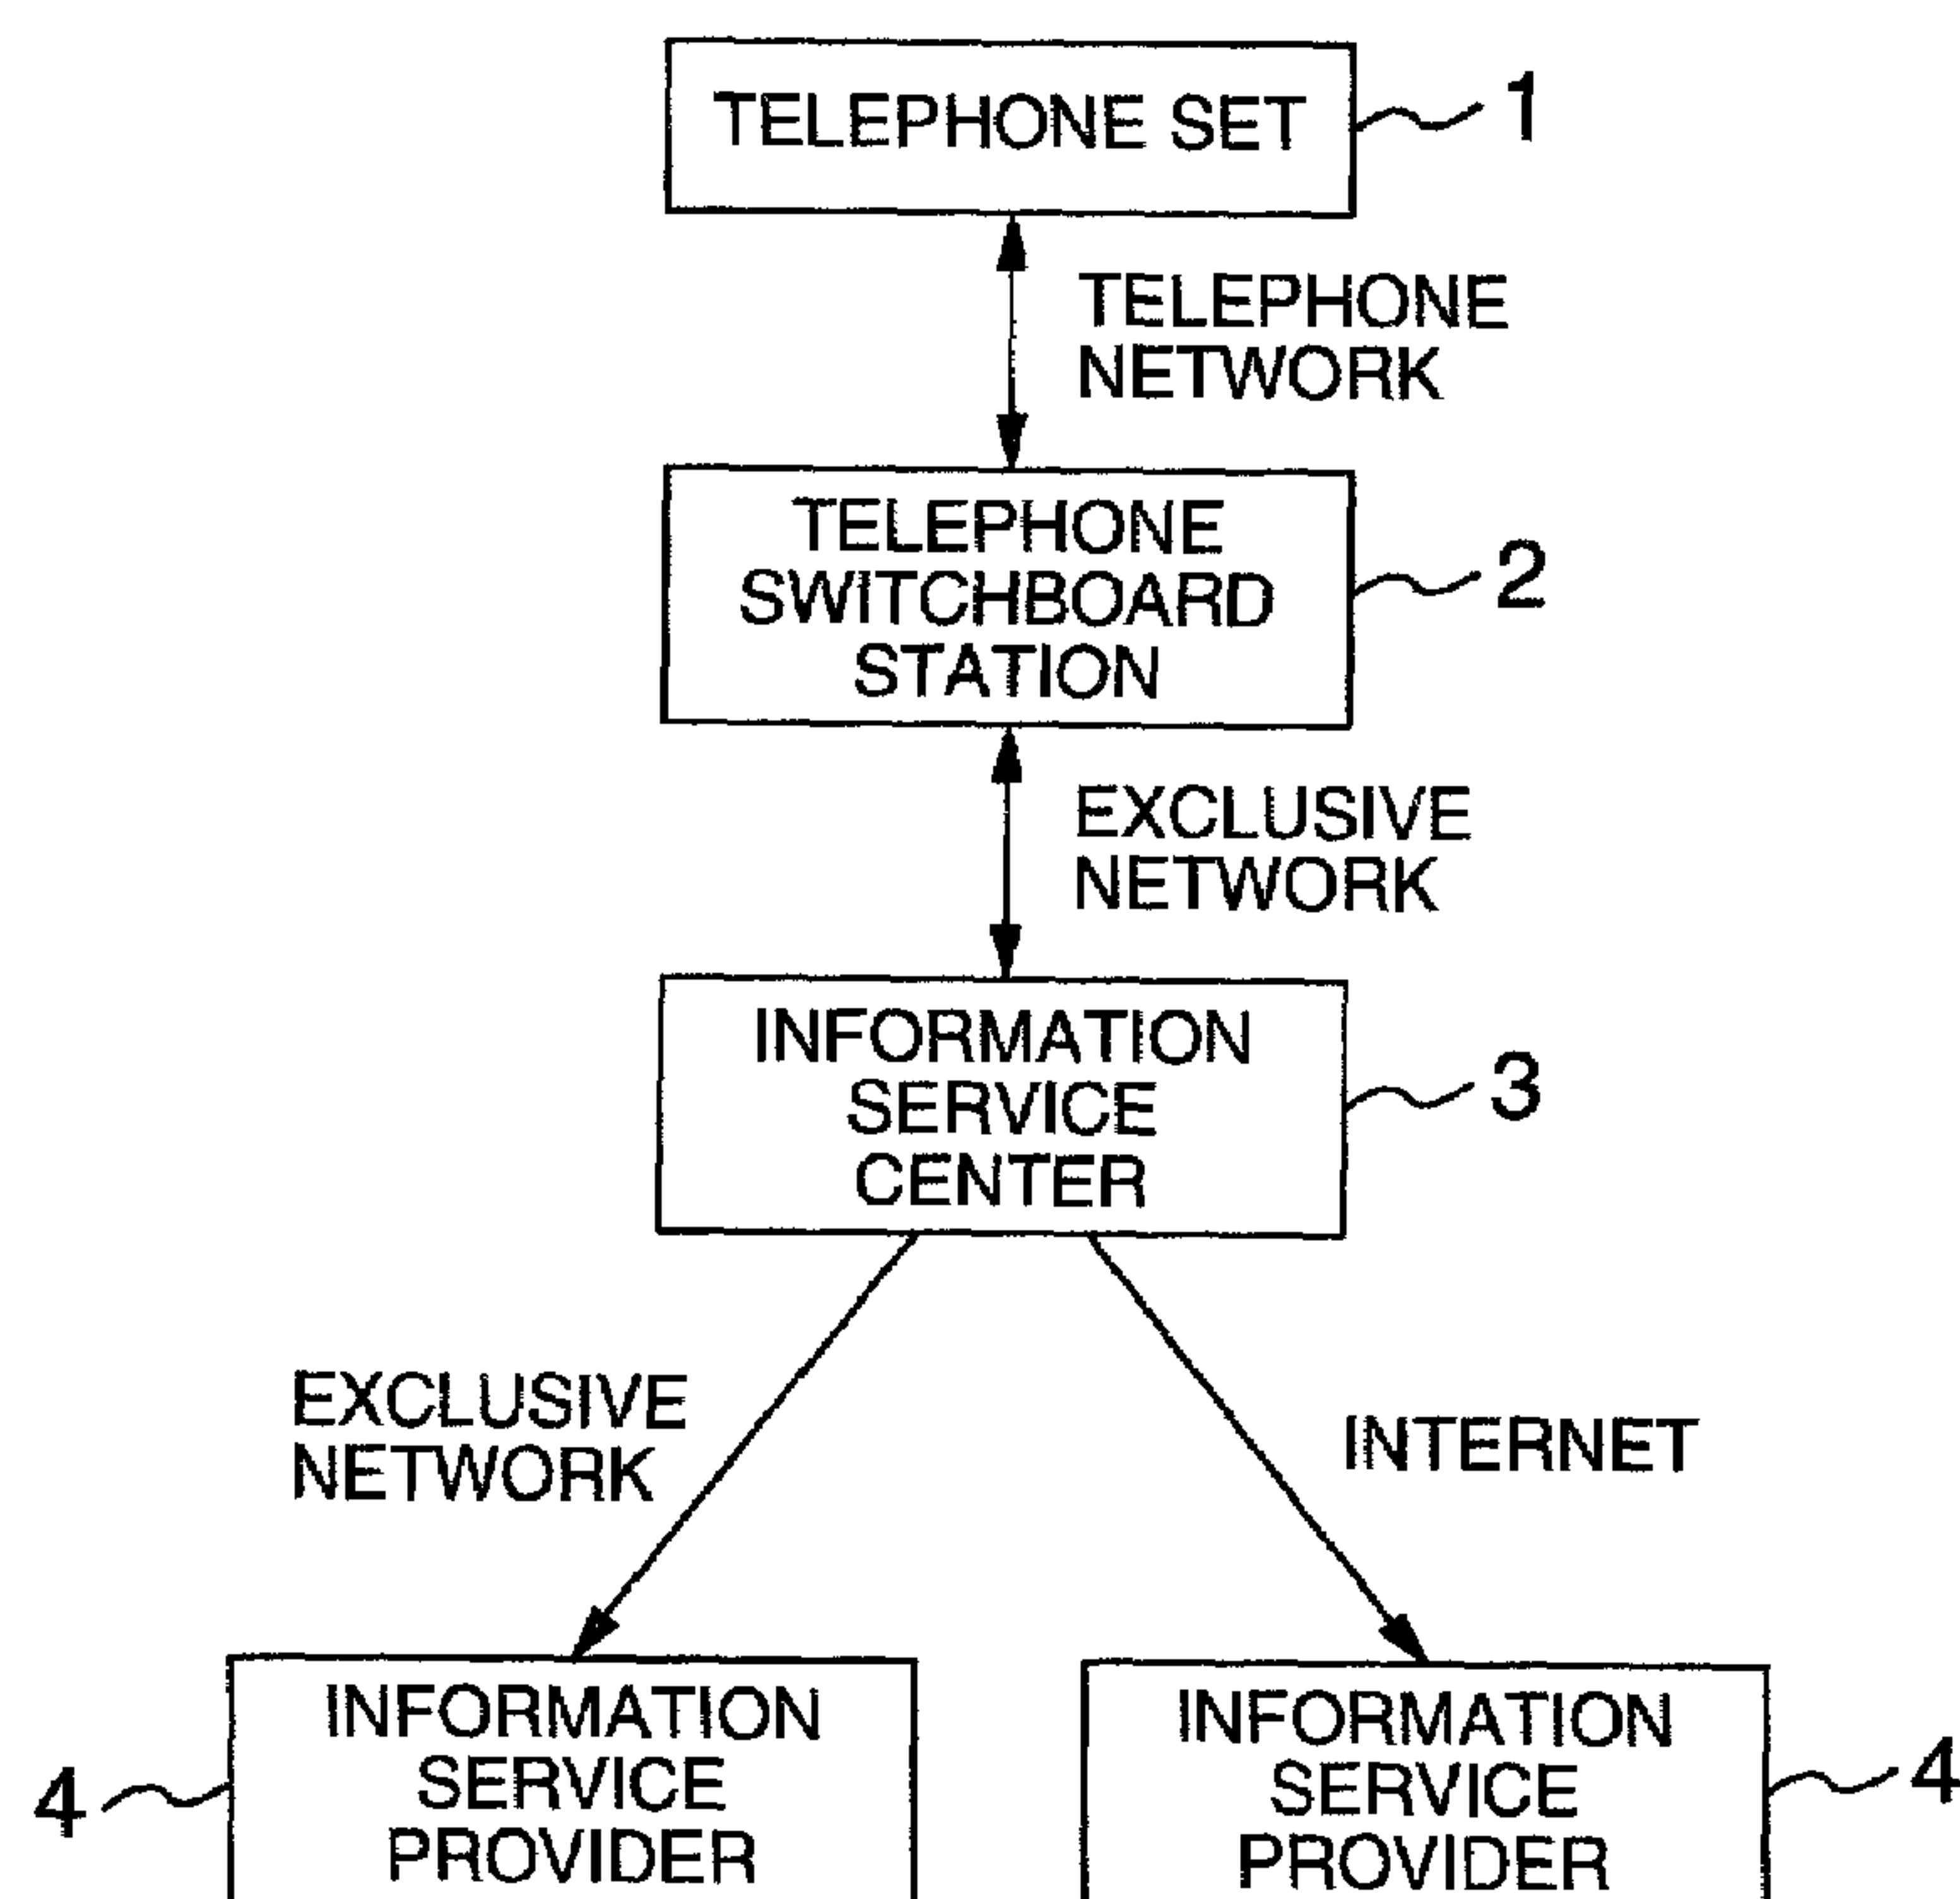 TELEPHONE SET
1
TELEPHONE
NETWORK
TELEPHONE
SWITCHBOARD
STATION
2
EXCLUSIVE
NETWORK
INFORMATION
SERVICE
CENTER
3
EXCLUSIVE
NETWORK
INTERNET
INFORMATION
SERVICE
PROVIDER
4
INFORMATION
SERVICE
PROVIDER
4